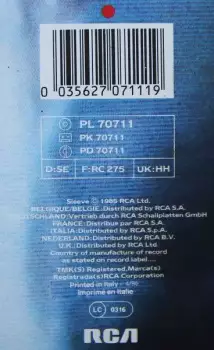 0 035627 071119
PL 70711
PK 70711
PD 70711
D:SE F:RC 275 UK:HH
Sleeve ℗ 1985 RCA Ltd.
BELGIQUE/BELGIE: Distributed by RCA S.A.
DEUTSCHLAND: Vertrieb durch RCA Schallplatten GmbH
FRANCE: Distribué par RCA S.A.
ITALIA: Distributed by RCA S.p.A.
NEDERLAND: Distributed by RCA B.V.
U.K.: Distributed by RCA Ltd.
Country of manufacture of record
as stated on record label.
TMK(S) Registered. Marca(s)
Registrada(s) RCA Corporation
Printed in Italy -
Imprimé en Italie
LC 0316
RCA